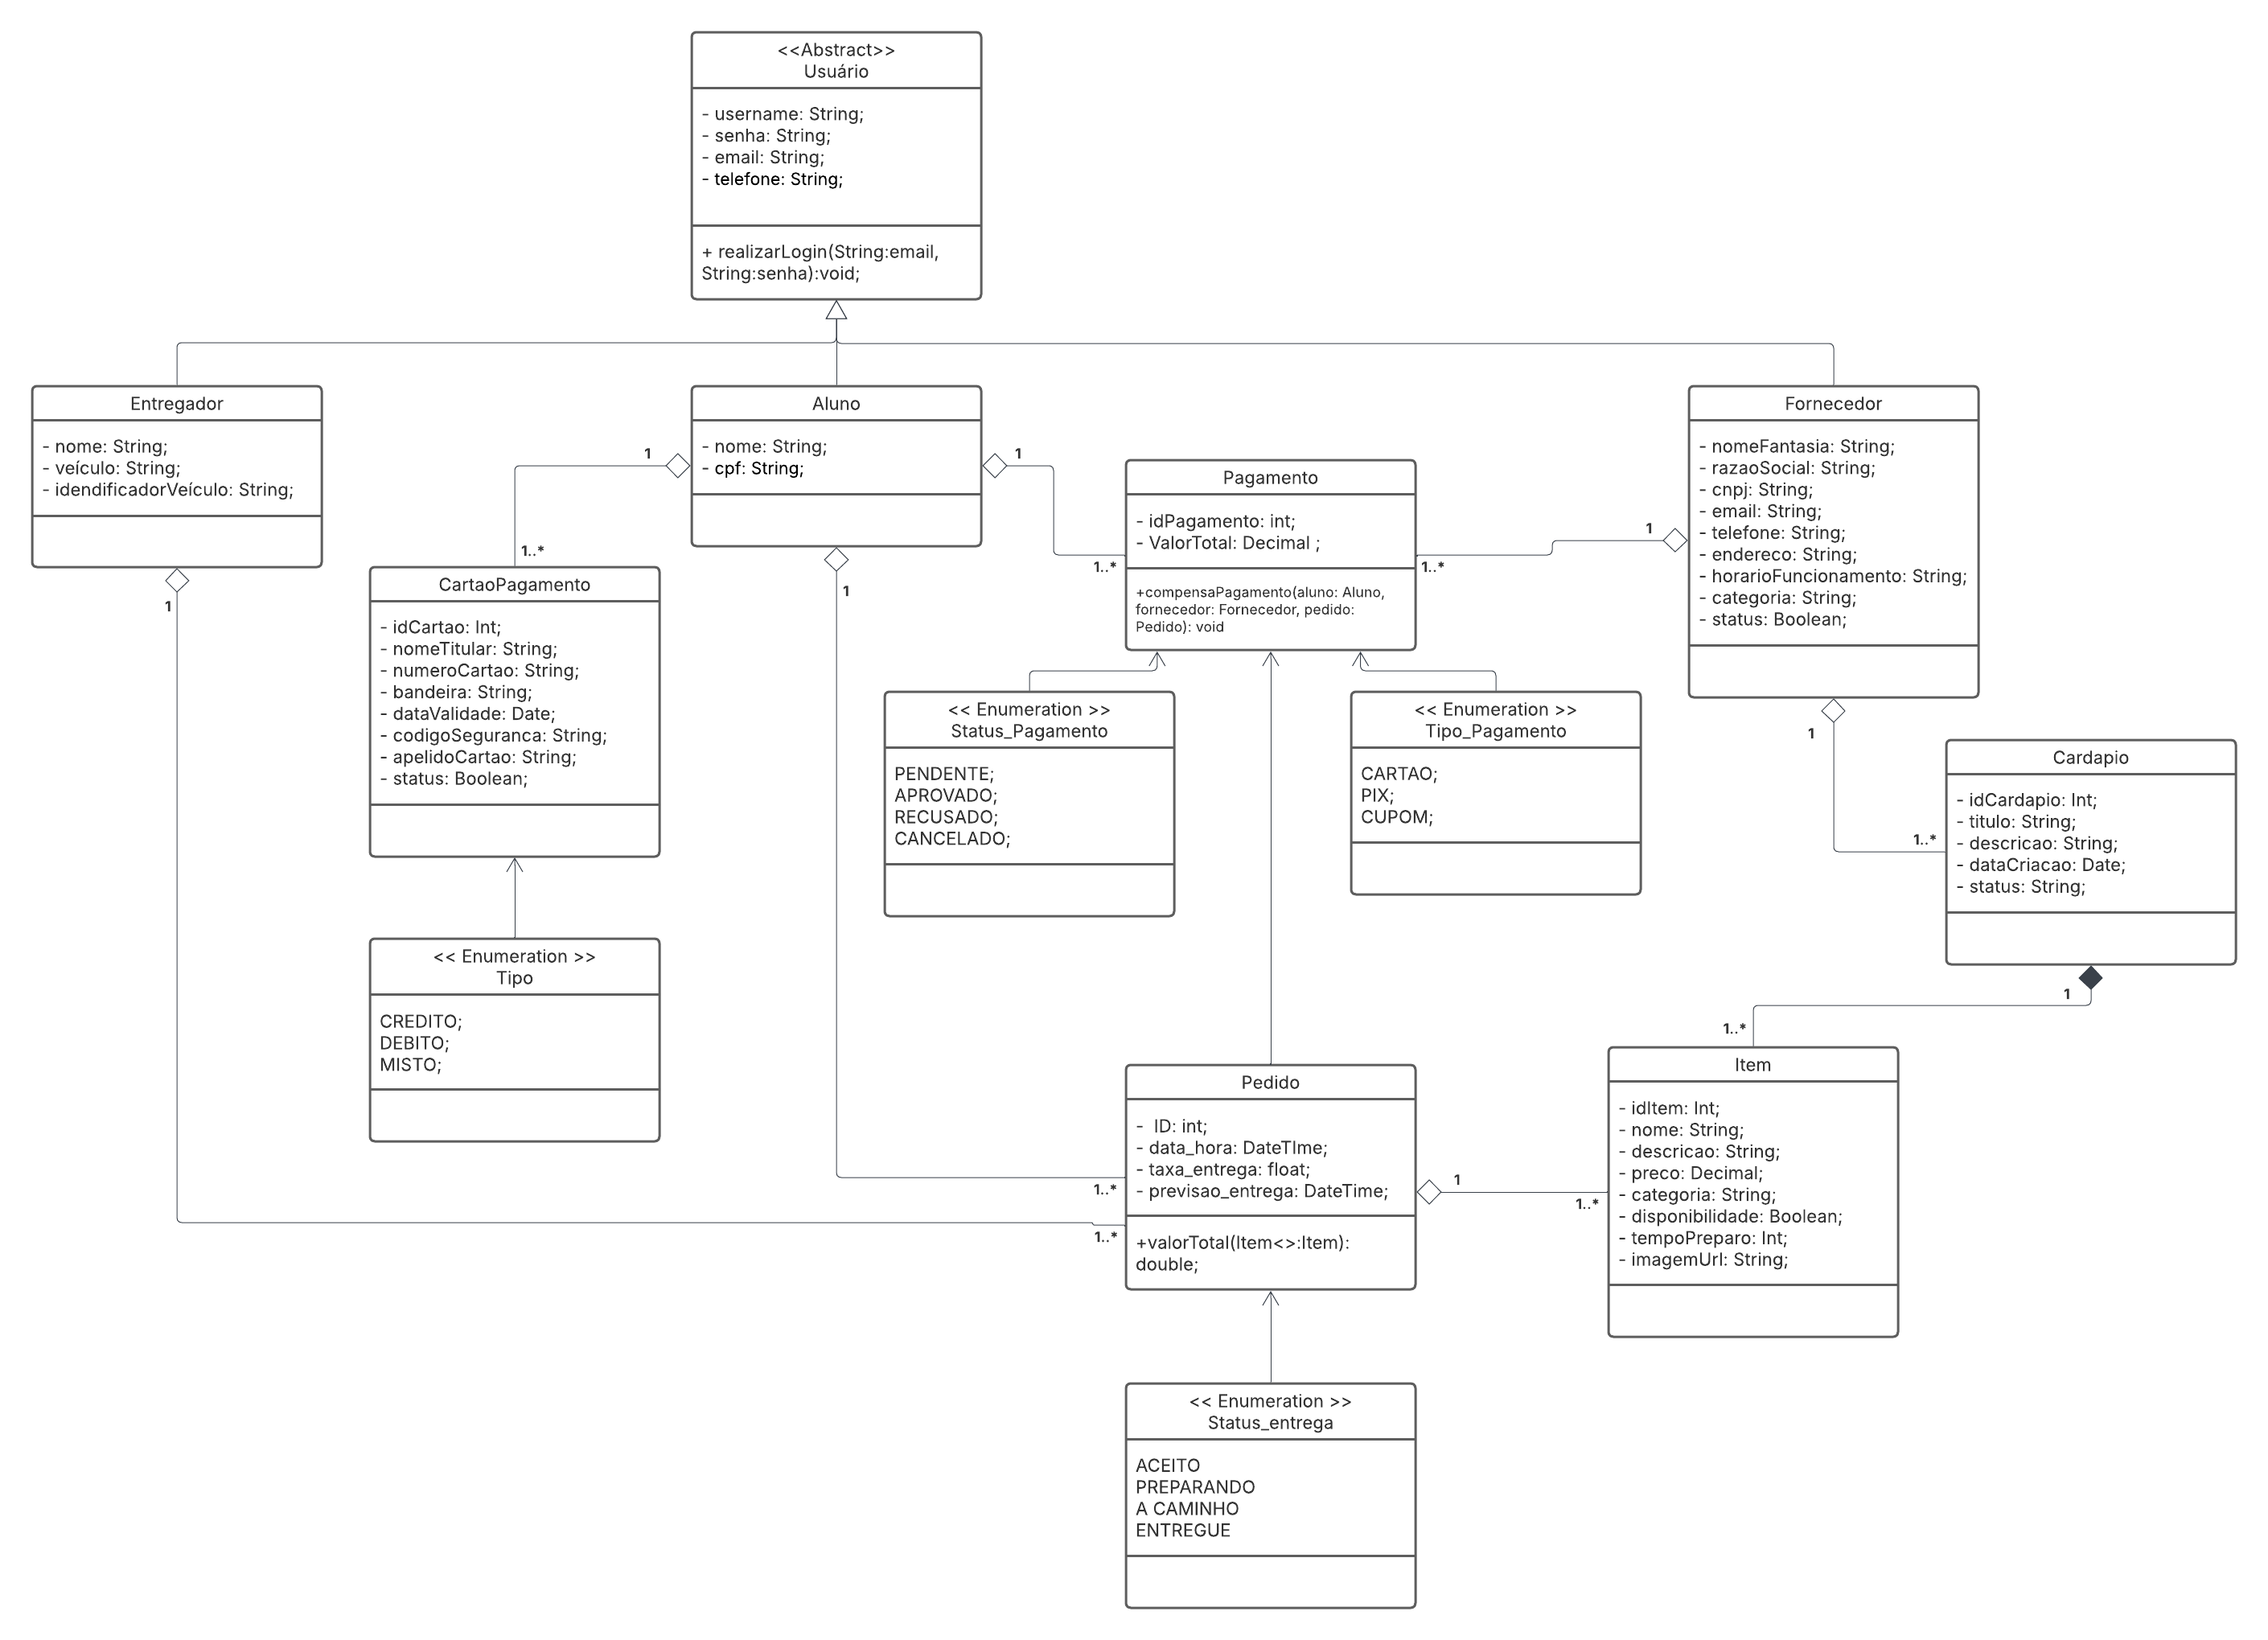 <<Abstract>>
Usuário
- username: String;
- senha: String;
- email: String;
- telefone: String;
+ realizarLogin(String:email,
String:senha):void;
Entregador
- nome: String;
- veículo: String;
- idendificadorVeículo: String;
1
Aluno
- nome: String;
- cpf: String;
1
1
1
1..*
CartaoPagamento
- idCartao: Int;
- nomeTitular: String;
- numeroCartao: String;
- bandeira: String;
- dataValidade: Date;
- codigoSeguranca: String;
- apelidoCartao: String;
- status: Boolean;
<< Enumeration >>
Tipo
CREDITO;
DEBITO;
MISTO;
Pagamento
- idPagamento: int;
- ValorTotal: Decimal ;
+compensaPagamento(aluno: Aluno,
fornecedor: Fornecedor, pedido:
Pedido): void
1..*
1..*
1
Fornecedor
- nomeFantasia: String;
- razaoSocial: String;
- cnpj: String;
- email: String;
- telefone: String;
- endereco: String;
- horarioFuncionamento: String;
- categoria: String;
- status: Boolean;
1
<< Enumeration >>
Status_Pagamento
PENDENTE;
APROVADO;
RECUSADO;
CANCELADO;
<< Enumeration >>
Tipo_Pagamento
CARTAO;
PIX;
CUPOM;
1..*
Cardapio
- idCardapio: Int;
- titulo: String;
- descricao: String;
- dataCriacao: Date;
- status: String;
1
1..*
Item
- idItem: Int;
- nome: String;
- descricao: String;
- preco: Decimal;
- categoria: String;
- disponibilidade: Boolean;
- tempoPreparo: Int;
- imagemUrl: String;
Pedido
- ID: int;
- data_hora: DateTIme;
- taxa_entrega: float;
- previsao_entrega: DateTime;
+valorTotal(Item<>:Item):
double;
1..*
1..*
1
1..*
<< Enumeration >>
Status_entrega
ACEITO
PREPARANDO
A CAMINHO
ENTREGUE